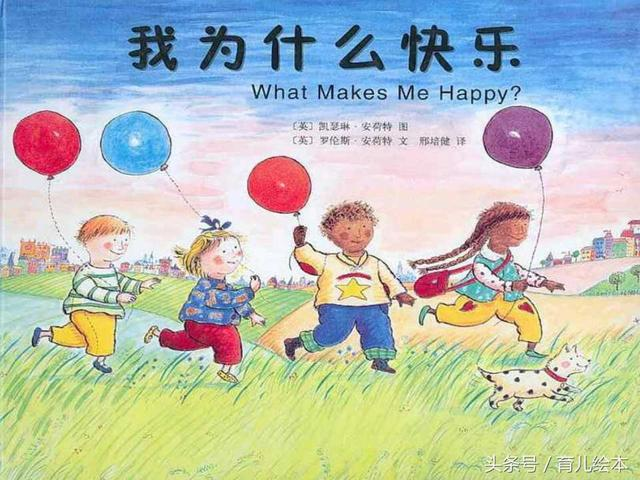 我为什么快乐
What Makes Me Happy?
〔英〕凯瑟琳·安荷特 图
〔英〕罗伦斯·安荷特 文 邢培健 译
头条号/育儿绘本